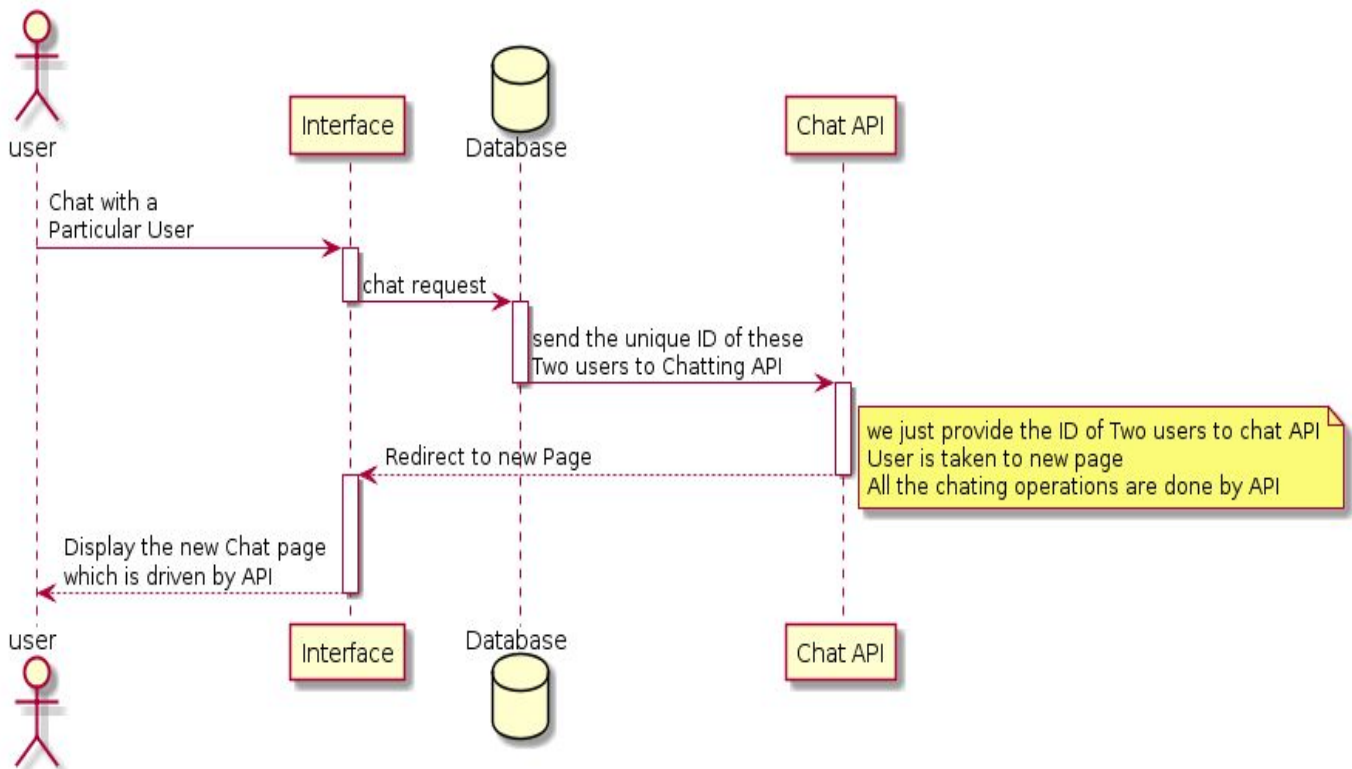 user
Interface
Database
Chat API
Chat with a
Particular User
chat request
send the unique ID of these
Two users to Chatting API
we just provide the ID of Two users to chat API
User is taken to new page
All the chating operations are done by API
Redirect to new Page
Display the new Chat page
which is driven by API
user
Interface
Database
Chat API